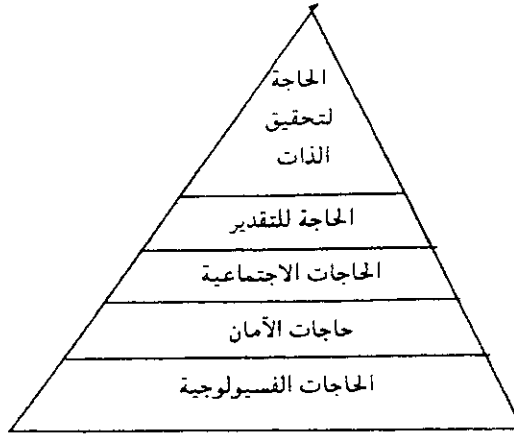 الحاجة
لتحقيق
الذات
الحاجة للتقدير
الحاجات الاجتماعية
حاجات الآمان
الحاجات الفسيولوجية